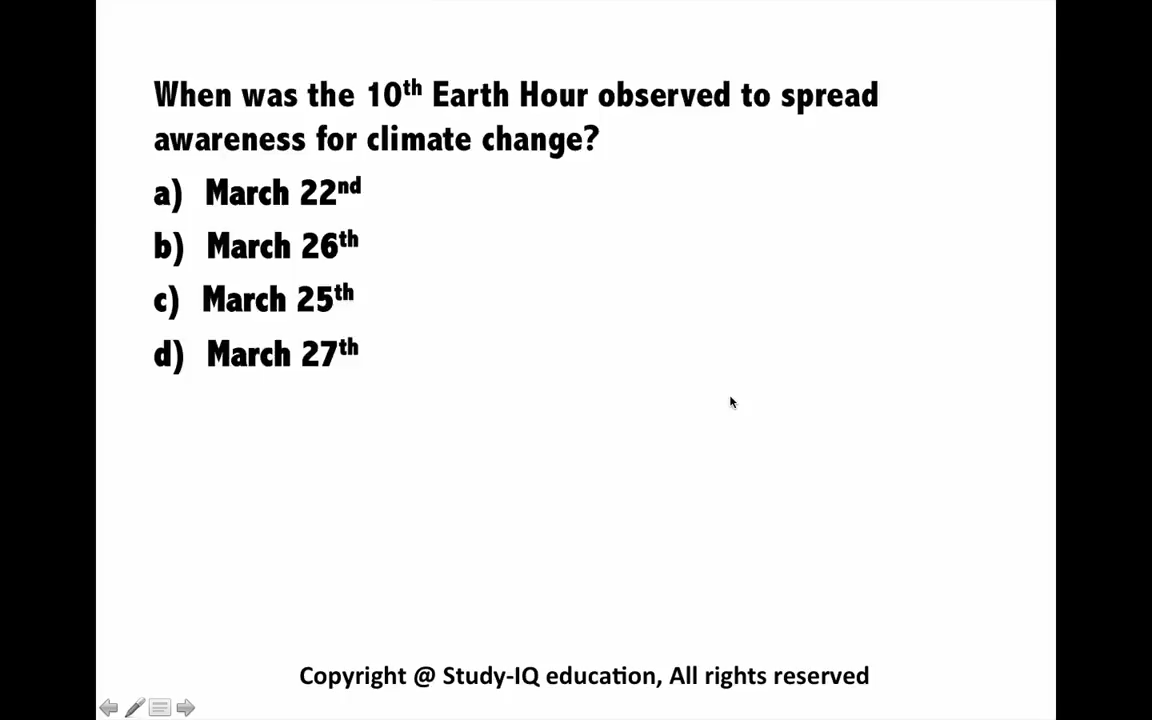 When was the 10th Earth Hour observed to spread
awareness for climate change?
a) March 22nd
b) March 26th
c) March 25th
d) March 27th
Copyright @ Study-IQ education, All rights reserved